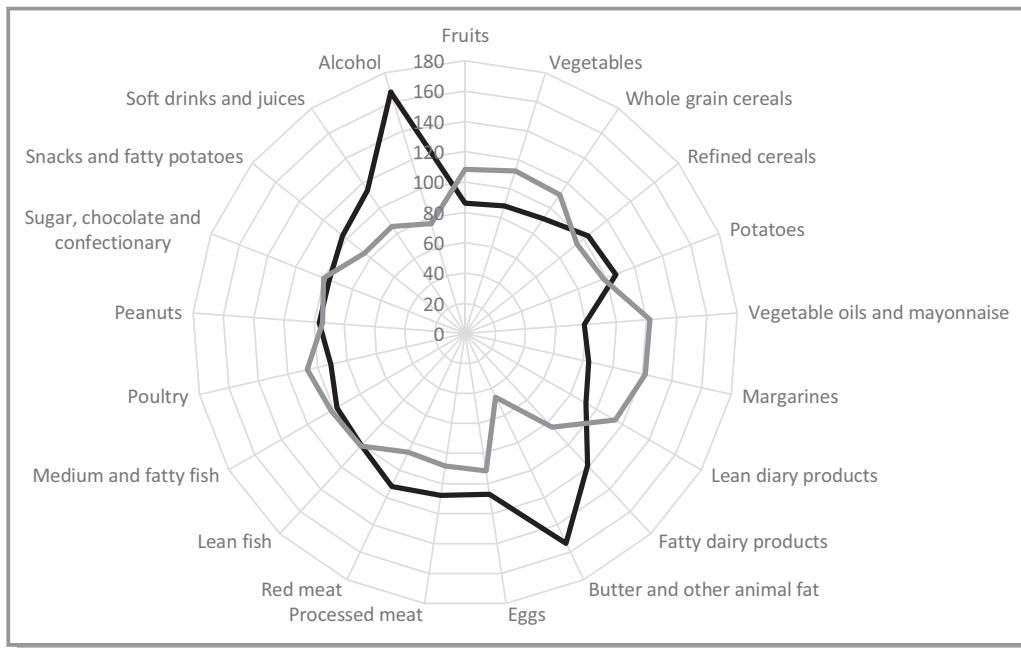 Fruits
Vegetables
Whole grain cereals
Refined cereals
Potatoes
Vegetable oils and mayonnaise
Margarines
Lean diary products
Fatty dairy products
Butter and other animal fat
Eggs
Processed meat
Red meat
Lean fish
Medium and fatty fish
Poultry
Peanuts
Sugar, chocolate and
confectionary
Snacks and fatty potatoes
Soft drinks and juices
Alcohol
180
160
140
120
100
80
60
40
20
0